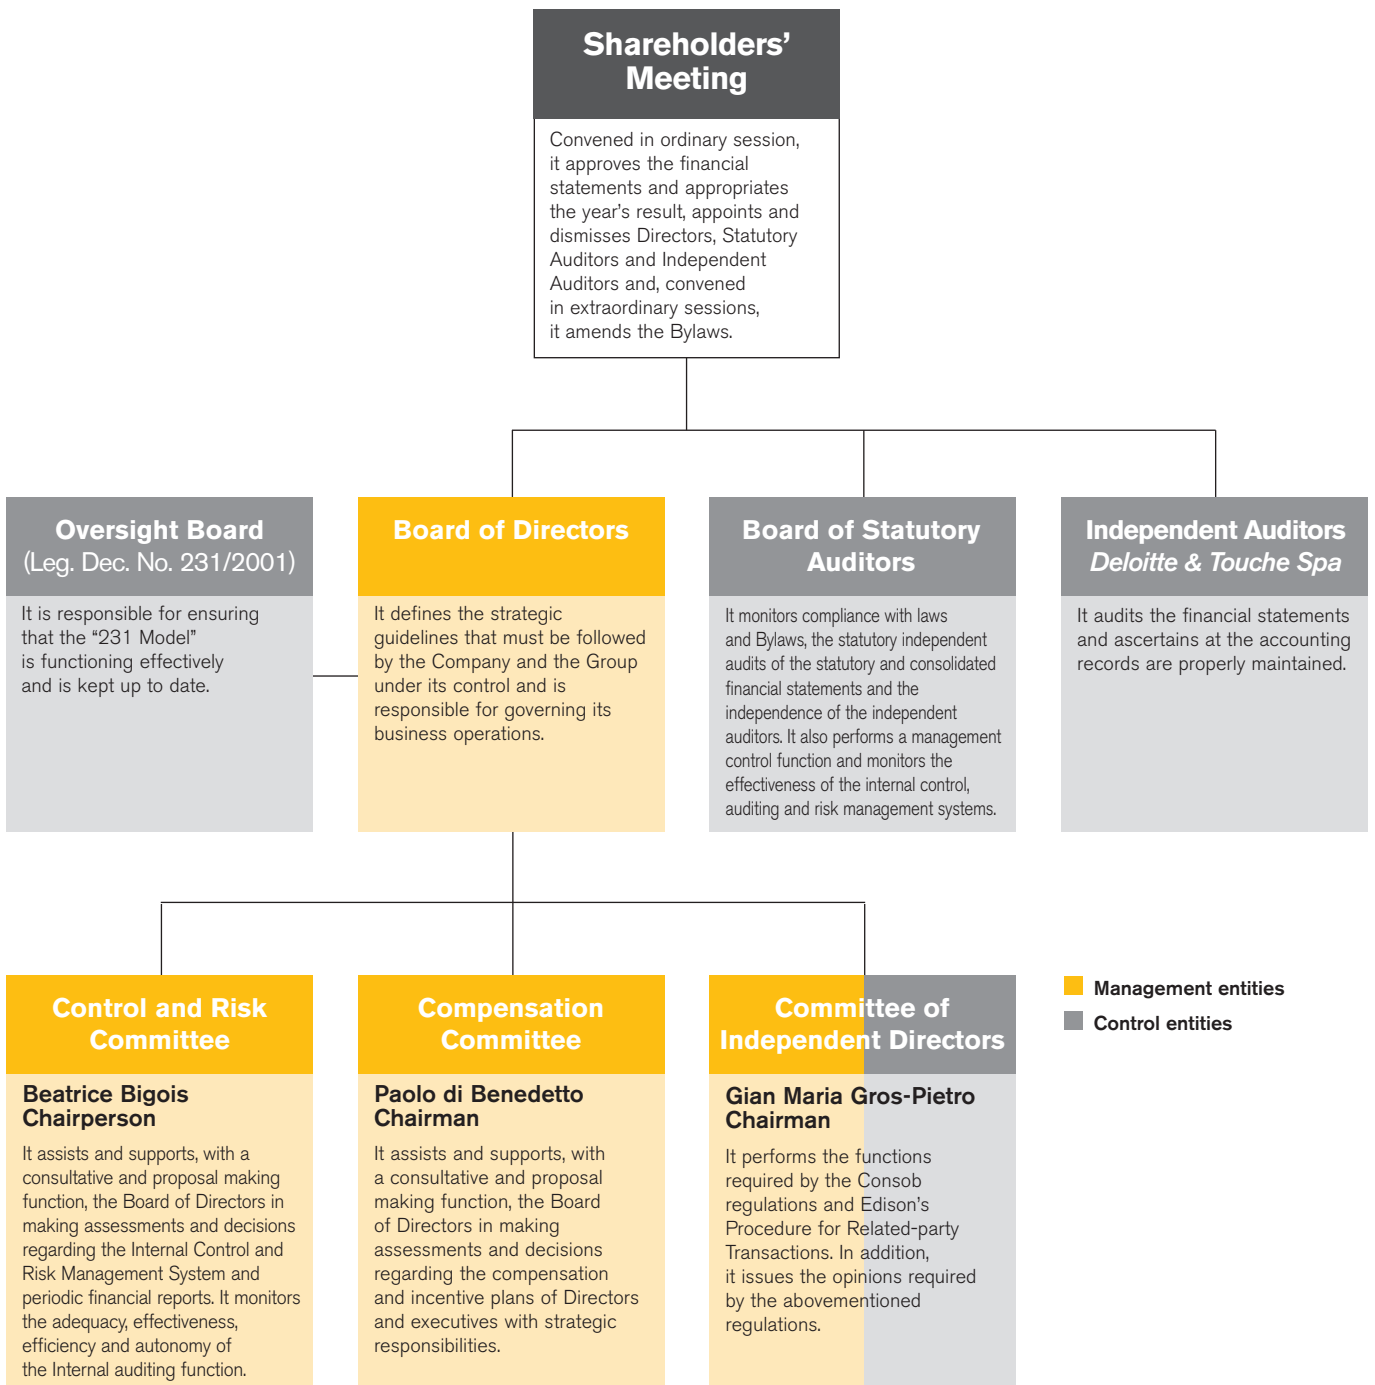 Shareholders’
Meeting
Convened in ordinary session,
it approves the financial
statements and appropriates
the year’s result, appoints and
dismisses Directors, Statutory
Auditors and Independent
Auditors and, convened
in extraordinary sessions,
it amends the Bylaws.
Oversight Board
(Leg. Dec. No. 231/2001)
It is responsible for ensuring
that the “231 Model”
is functioning effectively
and is kept up to date.
Board of Directors
It defines the strategic
guidelines that must be followed
by the Company and the Group
under its control and is
responsible for governing its
business operations.
Board of Statutory
Auditors
It monitors compliance with laws
and Bylaws, the statutory independent
audits of the statutory and consolidated
financial statements and the
independence of the independent
auditors. It also performs a management
control function and monitors the
effectiveness of the internal control,
auditing and risk management systems.
Independent Auditors
Deloitte & Touche Spa
It audits the financial statements
and ascertains at the accounting
records are properly maintained.
Control and Risk
Committee
Beatrice Bigois
Chairperson
It assists and supports, with a
consultative and proposal making
function, the Board of Directors in
making assessments and decisions
regarding the Internal Control and
Risk Management System and
periodic financial reports. It monitors
the adequacy, effectiveness,
efficiency and autonomy of
the Internal auditing function.
Compensation
Committee
Paolo di Benedetto
Chairman
It assists and supports, with
a consultative and proposal
making function, the Board
of Directors in making
assessments and decisions
regarding the compensation
and incentive plans of Directors
and executives with strategic
responsibilities.
Committee of
Independent Directors
Gian Maria Gros-Pietro
Chairman
It performs the functions
required by the Consob
regulations and Edison’s
Procedure for Related-party
Transactions. In addition,
it issues the opinions required
by the abovementioned
regulations.
Management entities
Control entities